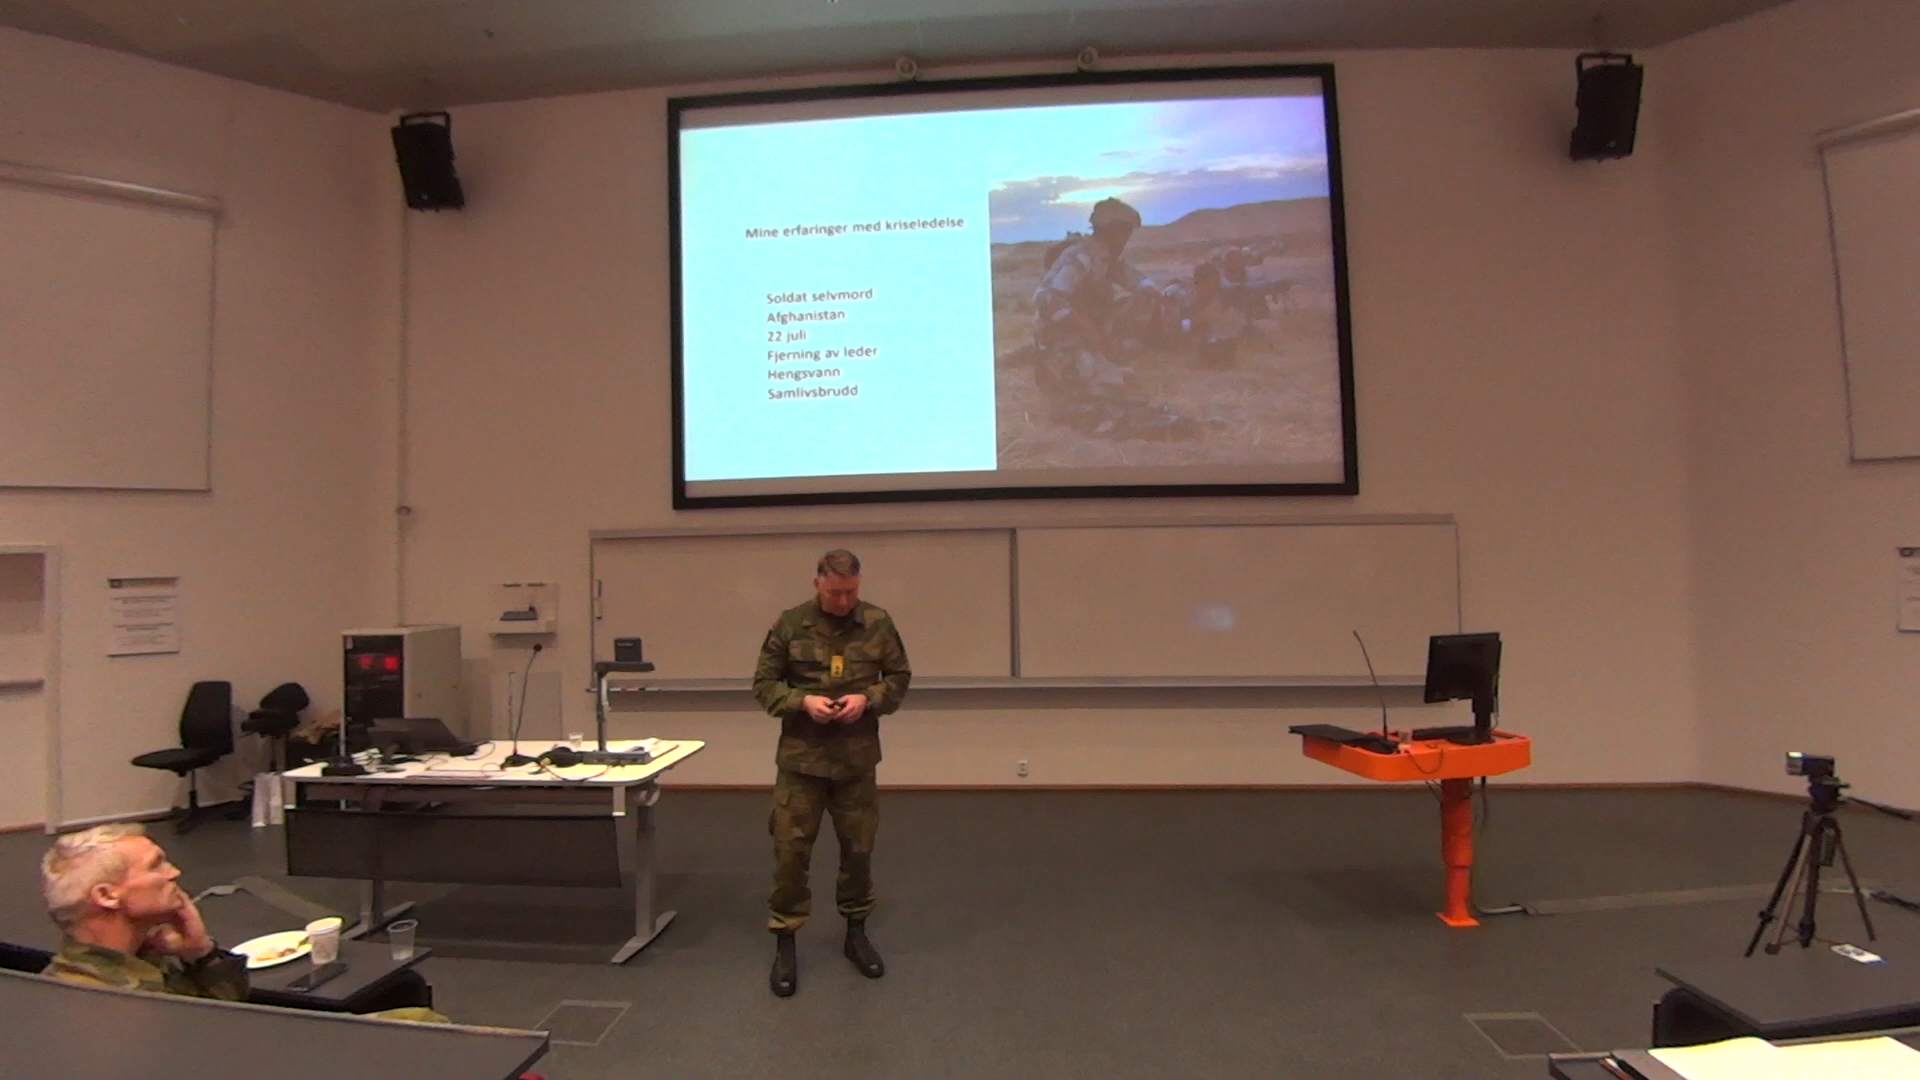 Mine erfaringer med kriseledelse
Soldat selvmord
Afghanistan
22 juli
Fjerning av leder
Hengsvann
Samlivsbrudd